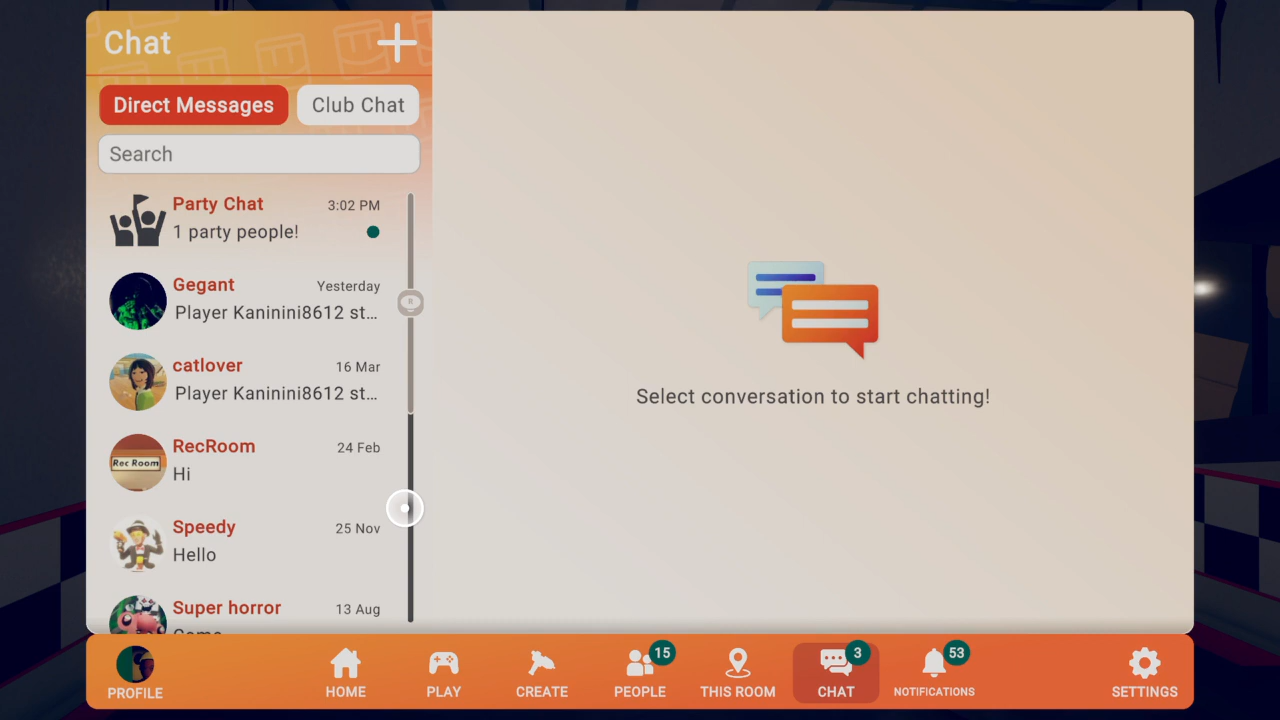 Chat
Direct Messages
Club Chat
Search
Party Chat
3:02 PM
1 party people!
Gegant
Yesterday
Player Kaninini8612 st...
catlover
16 Mar
Player Kaninini8612 st...
RecRoom
24 Feb
Rec Room
Hi
Speedy
25 Nov
Hello
Super horror
13 Aug
Select conversation to start chatting!
PROFILE
HOME
PLAY
CREATE
15
PEOPLE
THIS ROOM
3
CHAT
53
NOTIFICATIONS
SETTINGS